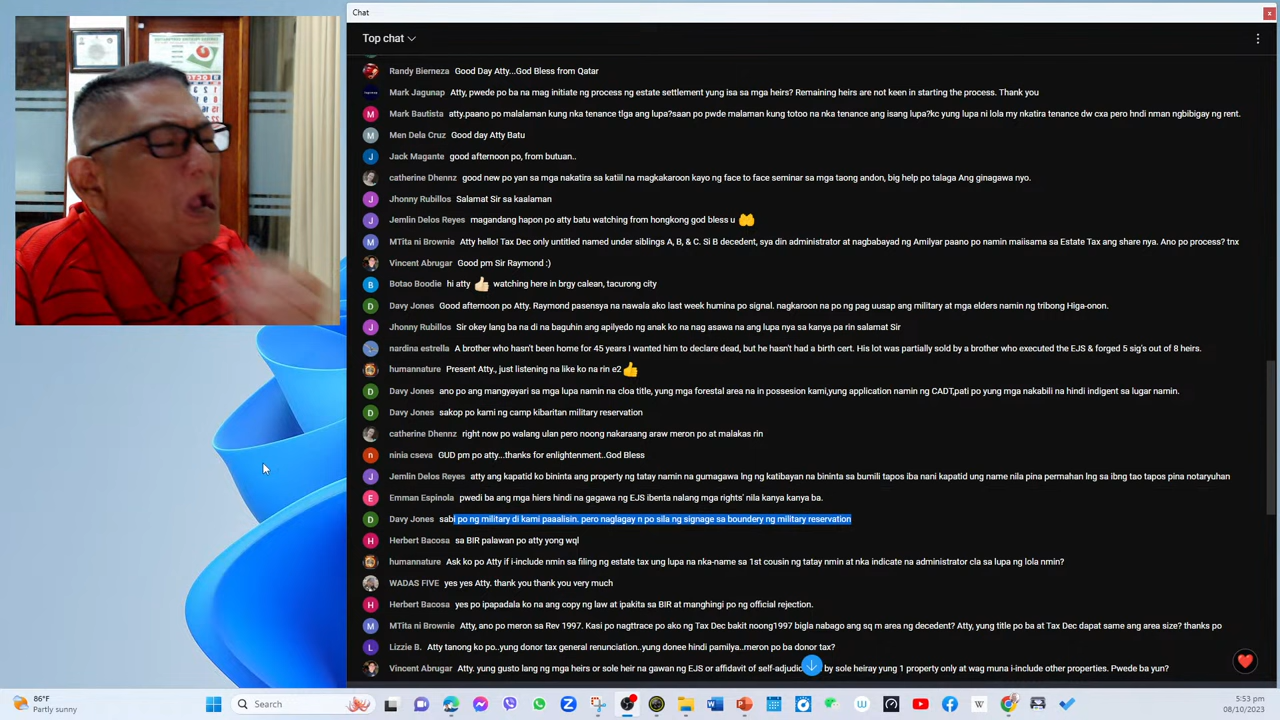 Chat
Top chat
Randy Bierneza Good Day Atty...God Bless from Qatar
Mark Jagunap Atty, pwede po ba na mag initiate ng process ng estate settlement yung isa sa mga heirs? Remaining heirs are not keen in starting the process. Thank you
Mark Bautista atty.paano po malalaman kung nka tenance tlga ang lupa?saan po pwde malaman kung totoo na nka tenance ang isang lupa?kc yung lupa ni lola my nkatira tenance dw cxa pero hndi nman ngbibigay ng rent.
Men Dela Cruz Good day Atty Batu
Jack Magante good afternoon po, from butuan..
catherine Dhennz good new po yan sa mga nakatira sa katiil na magkakaroon kayo ng face to face seminar sa mga taong andon, big help po talaga Ang ginagawa nyo.
Jhonny Rubillos Salamat Sir sa kaalaman
Jemlin Delos Reyes magandang hapon po atty batu watching from hongkong god bless u
MTita ni Brownie Atty hello! Tax Dec only untitled named under siblings A, B, & C. Si B decedent, sya din administrator at nagbabayad ng Amilyar paano po namin maiisama sa Estate Tax ang share nya. Ano po process? tnx
Vincent Abrugar Good pm Sir Raymond :)
Botao Boodie hi atty watching here in brgy calean, tacurong city
Davy Jones Good afternoon po Atty. Raymond pasensya na nawala ako last week humina po signal. nagkaroon na po ng pag uusap ang military at mga elders namin ng tribong Higa-onon.
Jhonny Rubillos Sir okey lang ba na di na baguhin ang apilyedo ng anak ko na nag asawa na ang lupa nya sa kanya pa rin salamat Sir
nardina estrella A brother who hasn't been home for 45 years I wanted him to declare dead, but he hasn't had a birth cert. His lot was partially sold by a brother who executed the EJS & forged 5 sig's out of 8 heirs.
humannature Present Atty., just listening na like ko na rin e2
Davy Jones ano po ang mangyayari sa mga lupa namin na cloa title, yung mga forestal area na in possesion kami,yung application namin ng CADT,pati po yung mga nakabili na hindi indigent sa lugar namin.
Davy Jones sakop po kami ng camp kibaritan military reservation
catherine Dhennz right now po walang ulan pero noong nakaraang araw meron po at malakas rin
ninia cseva GUD pm po atty...thanks for enlightenment..God Bless
Jemlin Delos Reyes atty ang kapatid ko bininta ang property ng tatay namin na gumagawa lng ng katibayan na bininta sa bumili tapos iba nani kapatid ung name nila pina permahan lng sa ibng tao tapos pina notaryuhan
Emman Espinola pwedi ba ang mga hiers hindi na gagawa ng EJS ibenta nalang mga rights' nila kanya kanya ba.
Davy Jones sabi po ng military di kami paaalisin. pero naglagay n po sila ng signage sa boundery ng military reservation
Herbert Bacosa sa BIR palawan po atty yong wql
humannature Ask ko po Atty if i-include nmin sa filing ng estate tax ung lupa na nka-name sa 1st cousin ng tatay nmin at nka indicate na administrator cla sa lupa ng lola nmin?
WADAS FIVE yes yes Atty. thank you thank you very much
Herbert Bacosa yes po ipapadala ko na ang copy ng law at ipakita sa BIR at manghingi po ng official rejection.
MTita ni Brownie Atty, ano po meron sa Rev 1997. Kasi po nagttrace po ako ng Tax Dec bakit noong1997 bigla nabago ang sq m area ng decedent? Atty, yung title po ba at Tax Dec dapat same ang area size? thanks po
Lizzie B. Atty tanong ko po..yung donor tax general renunciation..yung donee hindi pamilya..meron po ba donor tax?
Vincent Abrugar Atty. yung gusto lang ng mga heirs or sole heir na gawan ng EJS or affidavit of self-adjudic by sole heiray yung 1 property only at wag muna i-include other properties. Pwede ba yun?
86°F
Partly sunny
Search
5:53 pm
08/10/2023